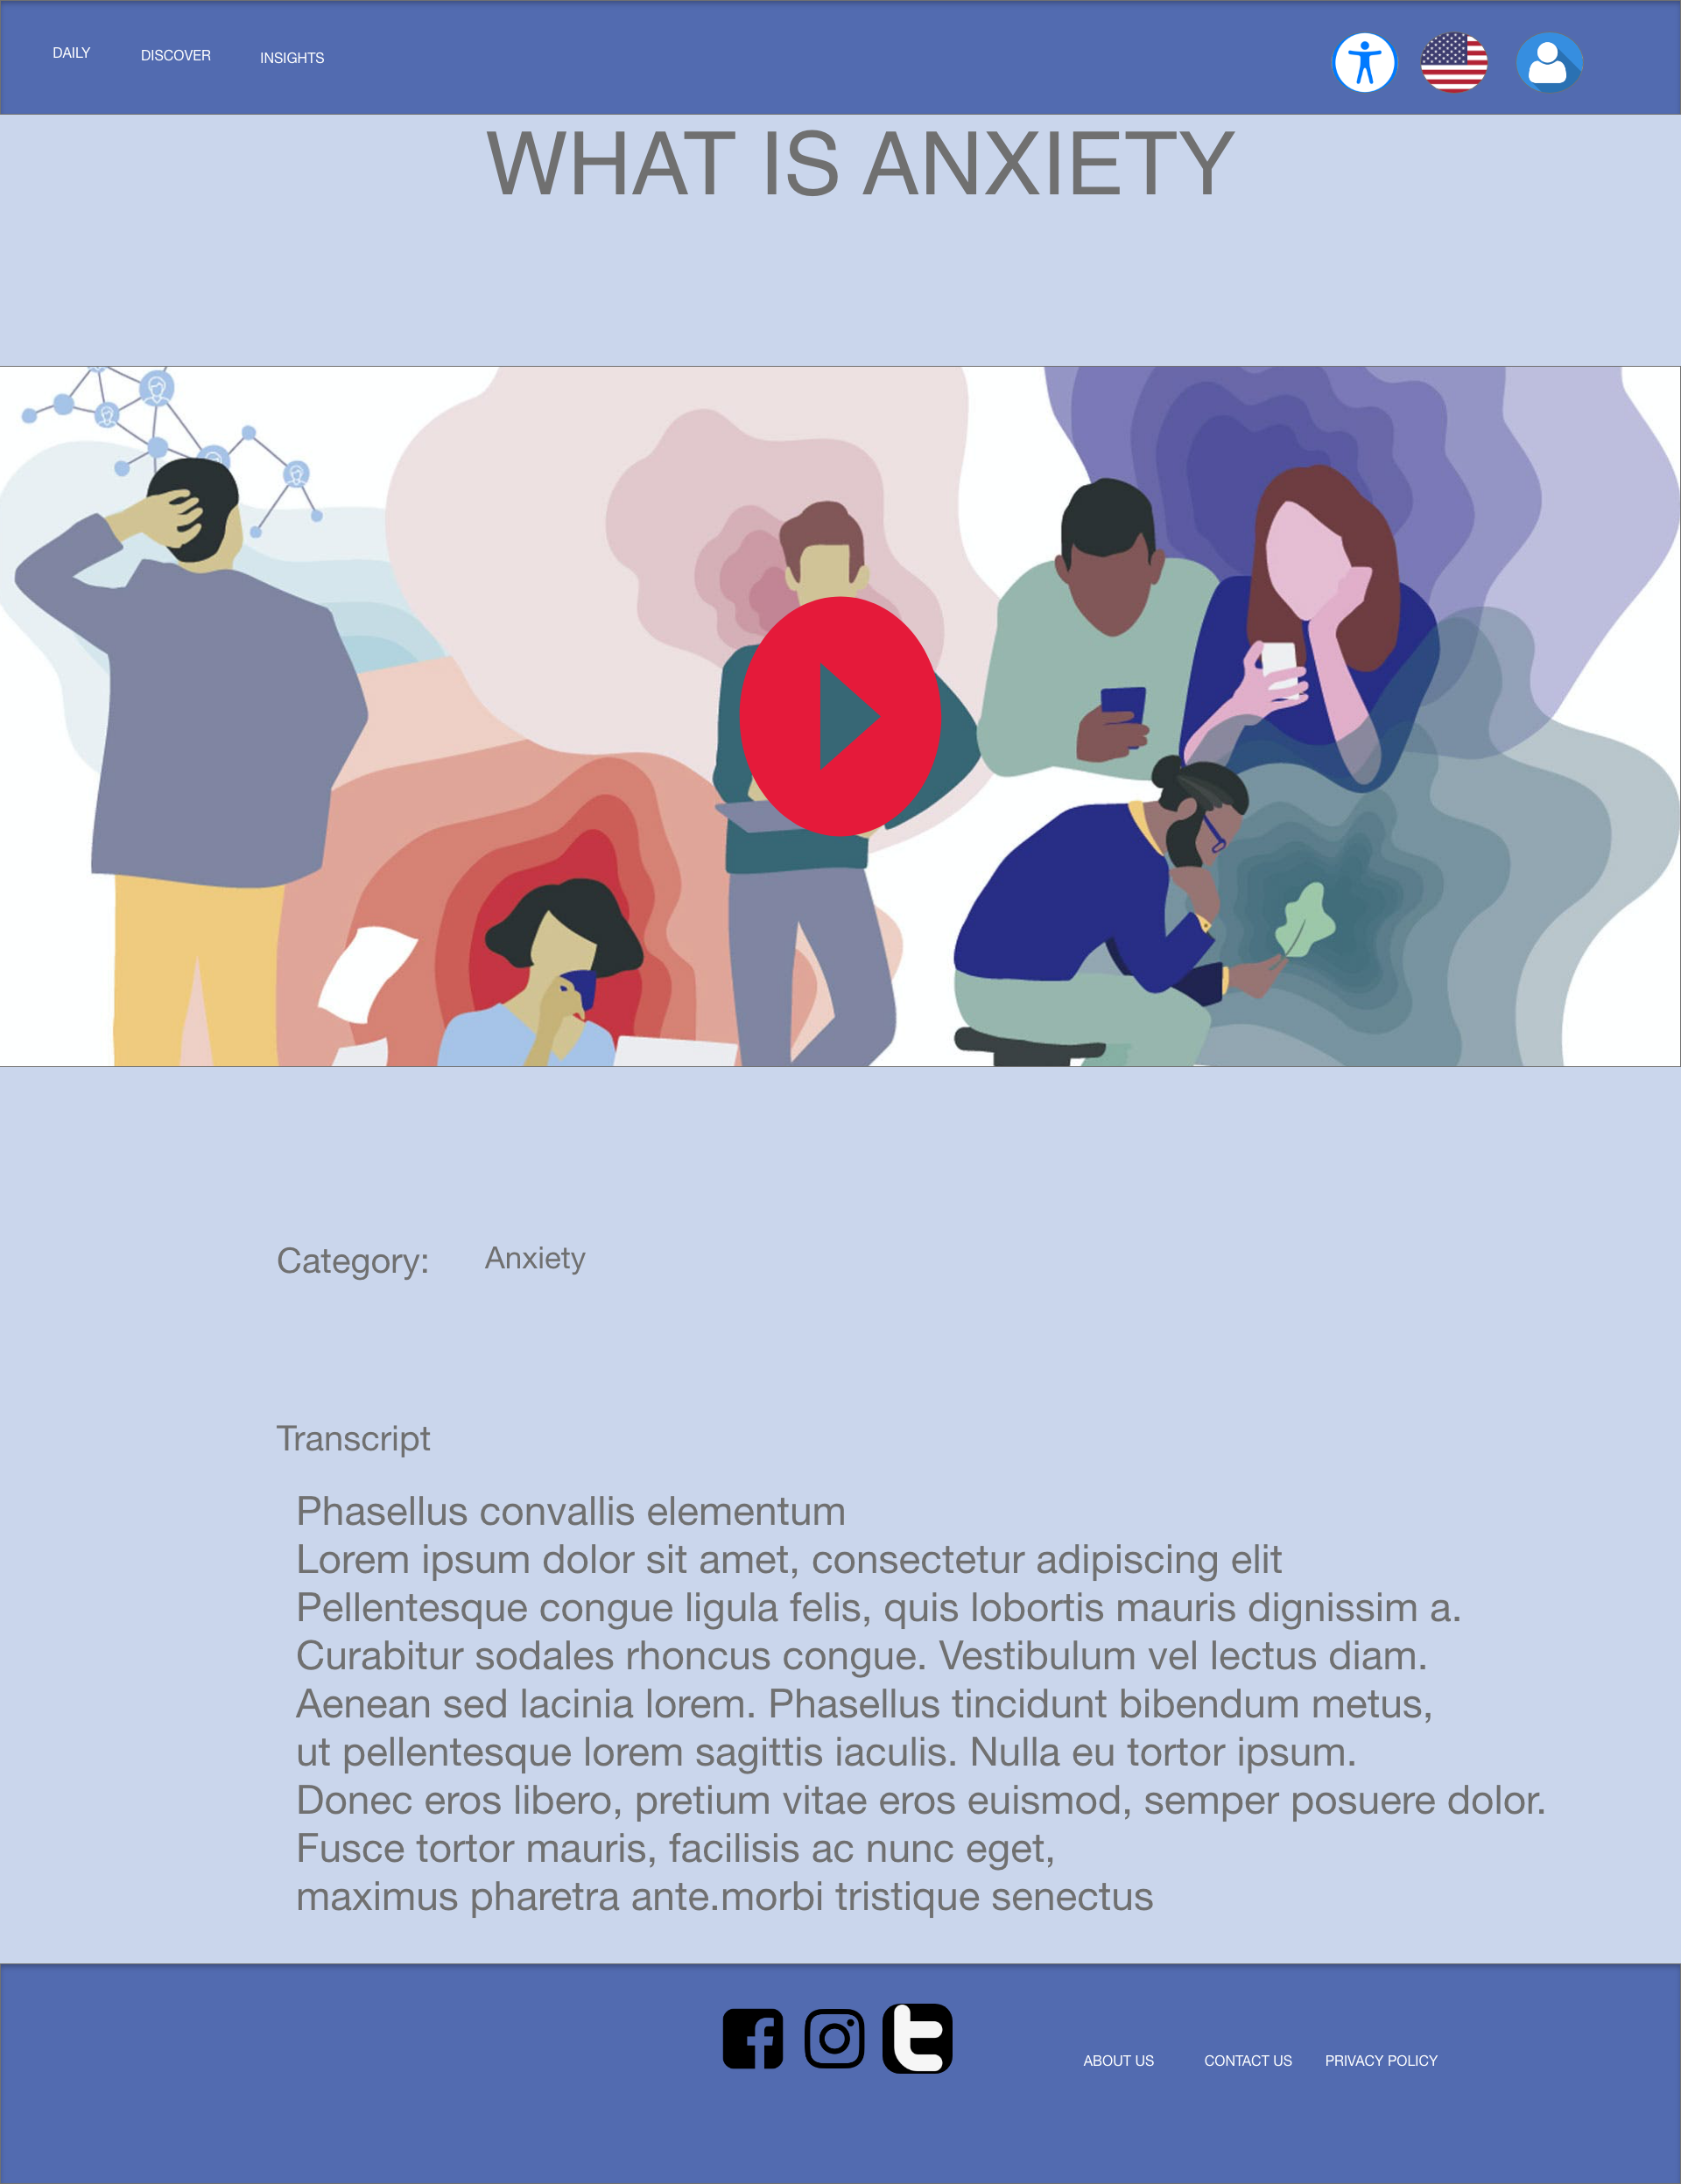 DAILY
DISCOVER
INSIGHTS
WHAT IS ANXIETY
Category: Anxiety
Transcript
Phasellus convallis elementum
Lorem ipsum dolor sit amet, consectetur adipiscing elit
Pellentesque congue ligula felis, quis lobortis mauris dignissim a.
Curabitur sodales rhoncus congue. Vestibulum vel lectus diam.
Aenean sed lacinia lorem. Phasellus tincidunt bibendum metus,
ut pellentesque lorem sagittis iaculis. Nulla eu tortor ipsum.
Donec eros libero, pretium vitae eros euismod, semper posuere dolor.
Fusce tortor mauris, facilisis ac nunc eget,
maximus pharetra ante.morbi tristique senectus
ABOUT US
CONTACT US
PRIVACY POLICY